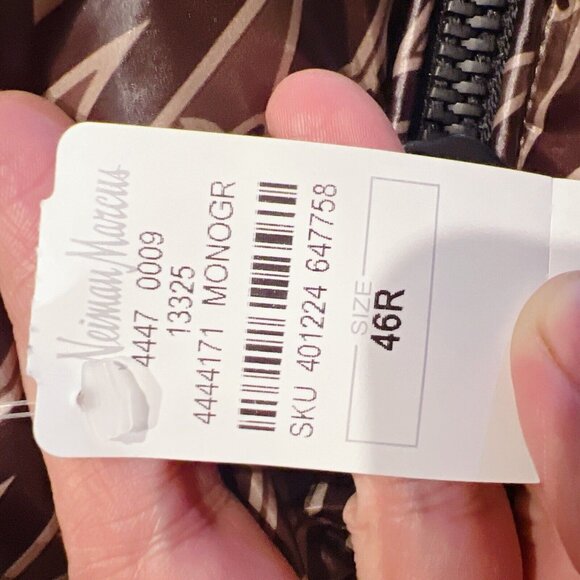 Neiman Marcus
4447 0009
13325
4444171 MONOGR
SKU 401224 647758
SIZE
46R